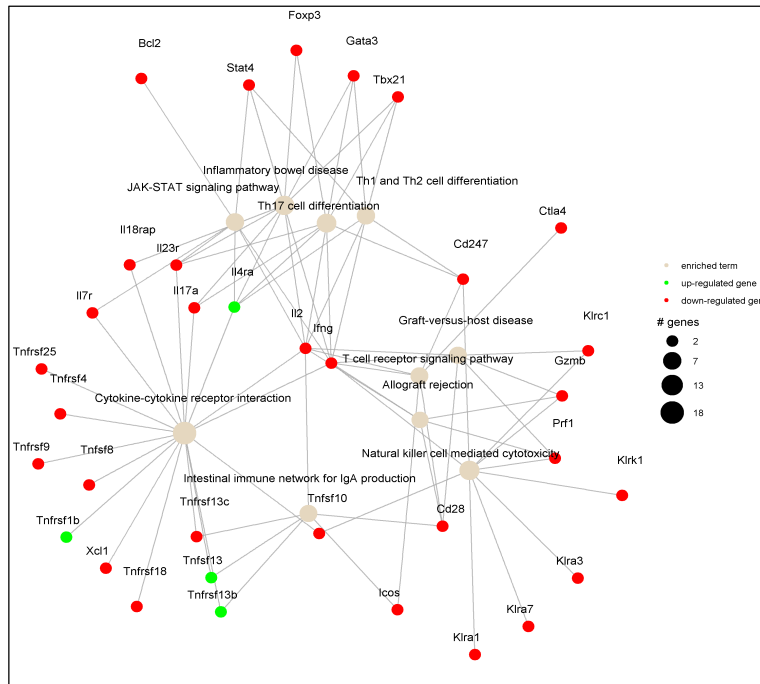 Foxp3
Bcl2
Gata3
Stat4
Tbx21
Inflammatory bowel disease
Th1 and Th2 cell differentiation
JAK-STAT signaling pathway
Th17 cell differentiation
Ctla4
Il18rap
Il23r
Cd247
Il4ra
enriched term
Il7r
Il17a
up-regulated gene
down-regulated gen
Il2
Graft-versus-host disease
Klrc1
# genes
Ifng
2
Tnfrsf25
T cell receptor signaling pathway
Gzmb
7
Tnfrsf4
Allograft rejection
13
Cytokine-cytokine receptor interaction
18
Prf1
Tnfrsf9
Tnfsf8
Natural killer cell mediated cytotoxicity
Klrk1
Intestinal immune network for IgA production
Tnfrsf1b
Tnfrsf13c
Tnfsf10
Cd28
Xcl1
Tnfsf13
Tnfrsf18
Klra3
Tnfrsf13b
Icos
Klra7
Klra1